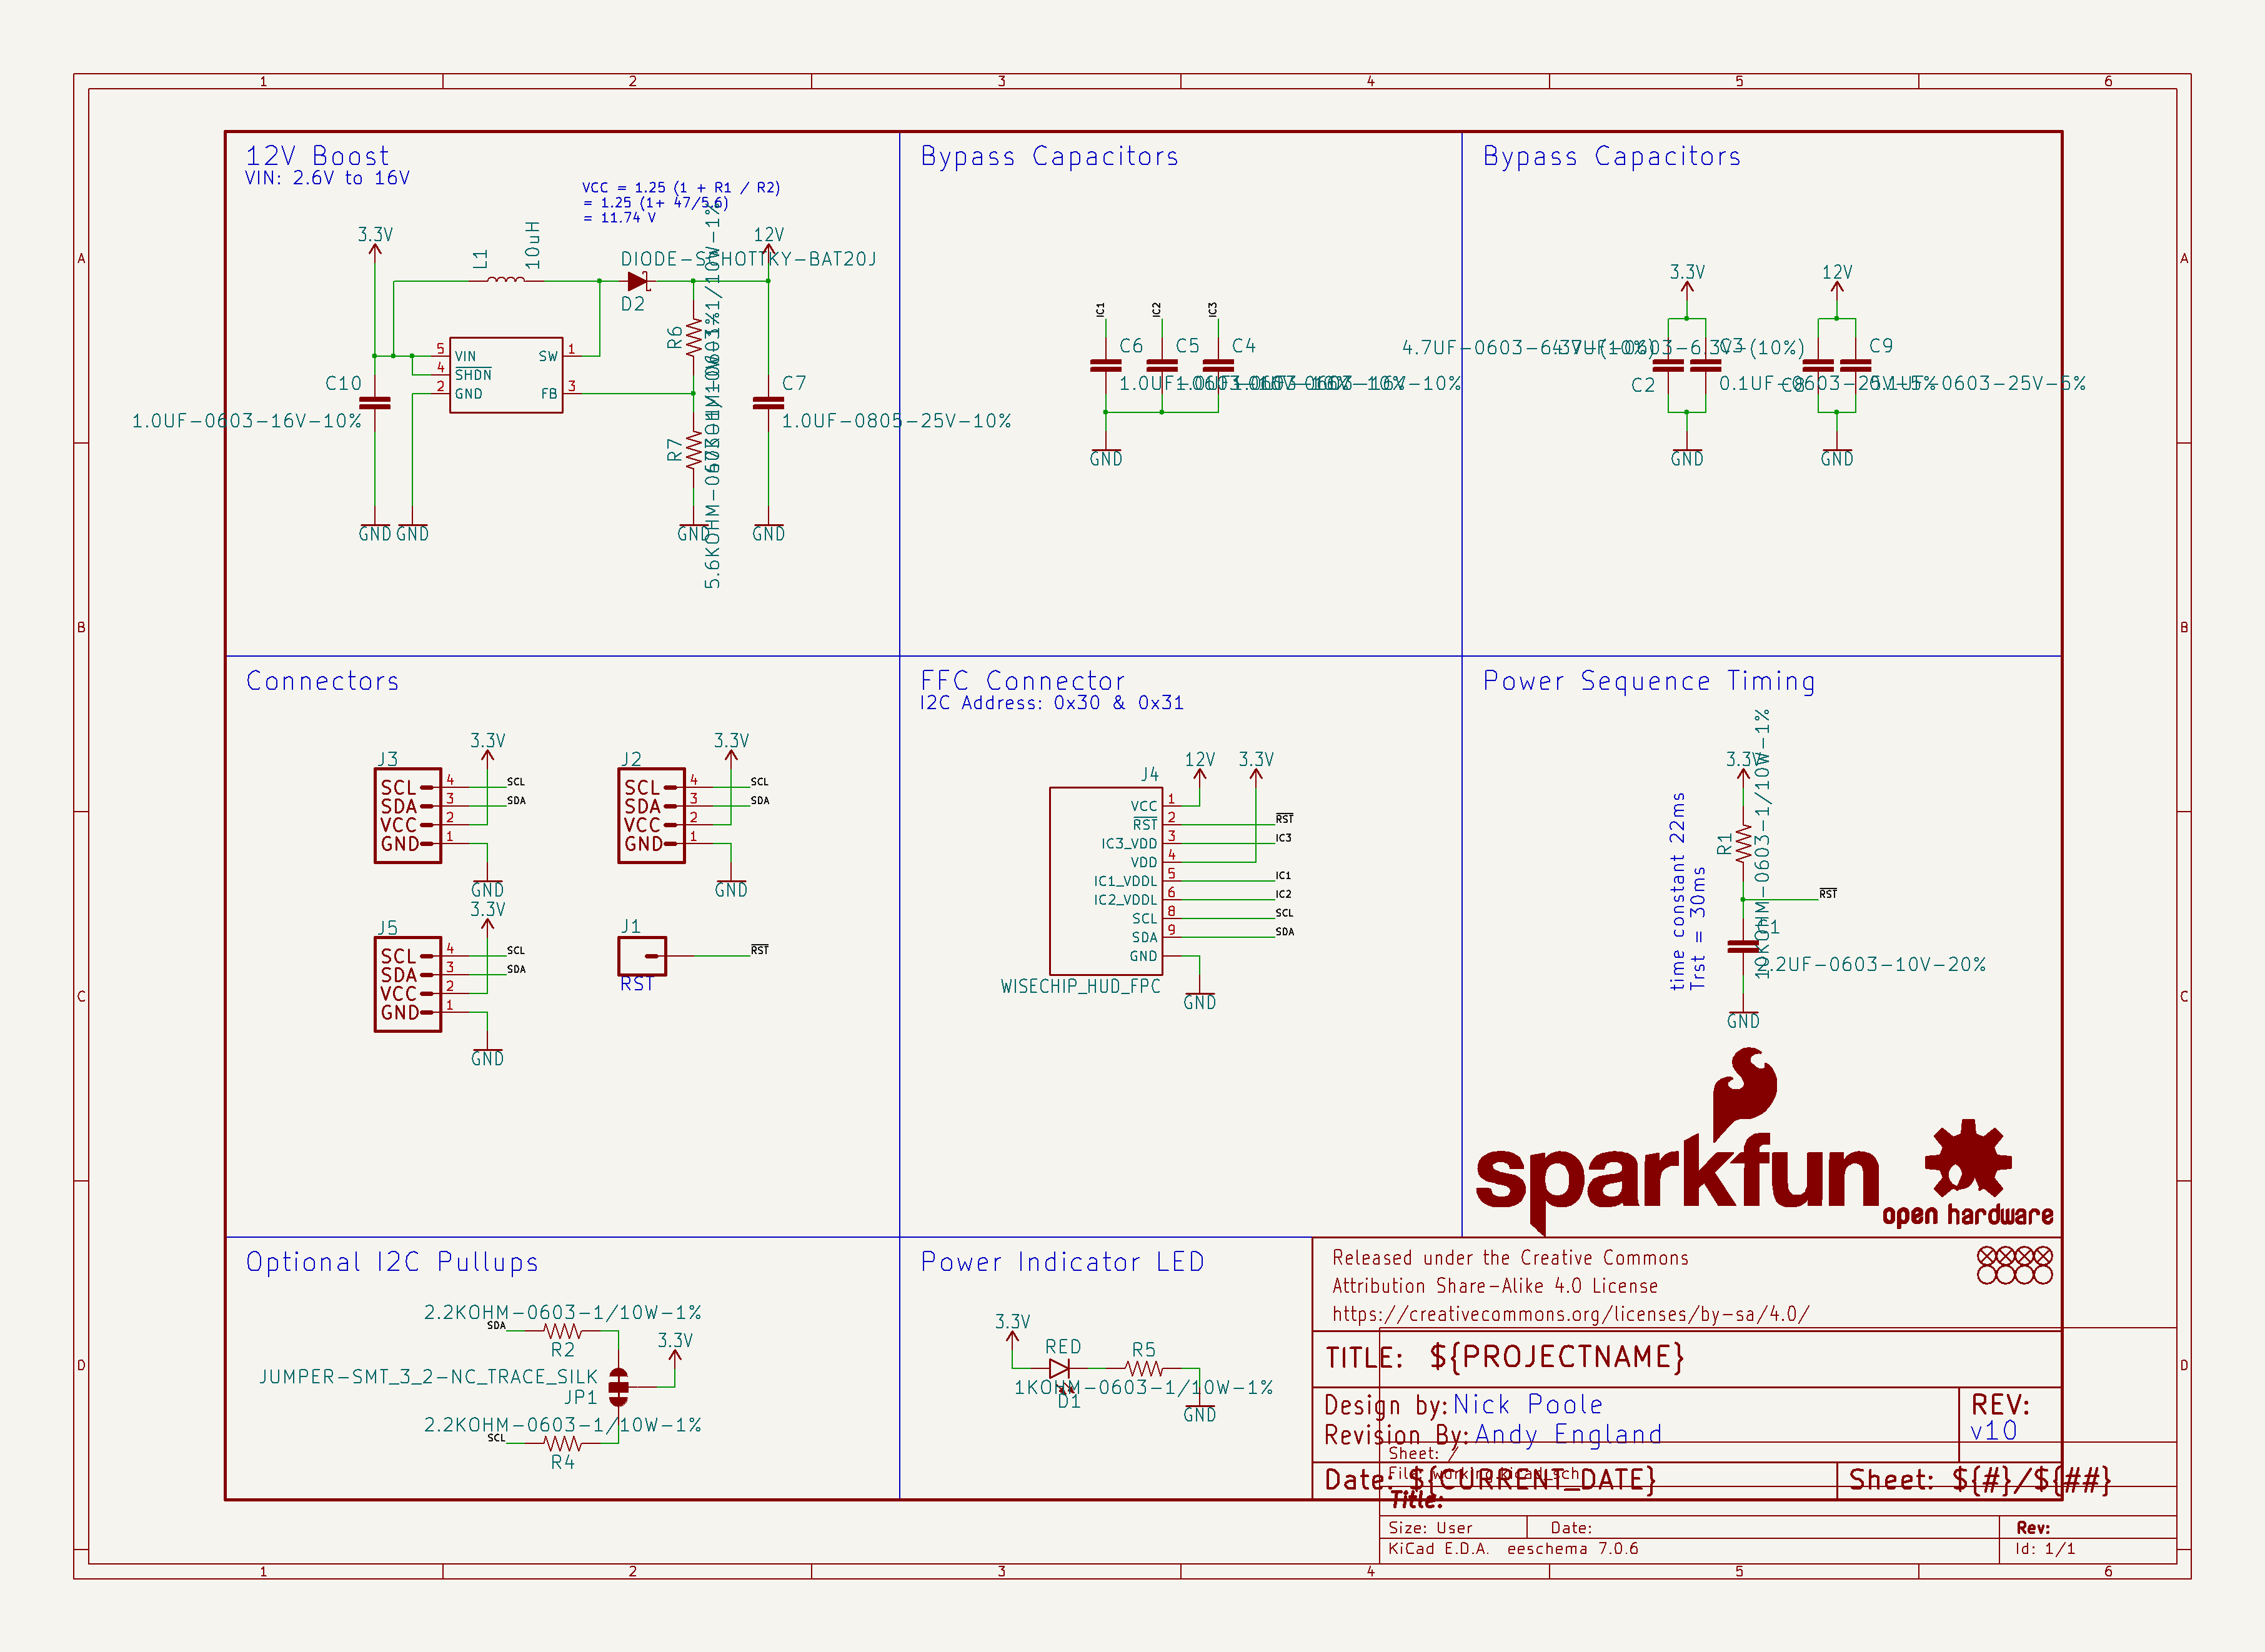 1 2 3 4 5 6
A
B
C
D
A
B
C
D
12V Boost
VIN: 2.6V to 16V
VCC = 1.25 (1 + R1 / R2)
= 1.25 (1+ 47/5.6)
= 11.74 V
3.3V
L1
10uH
DIODE-SCHOTTKY-BAT20J
D2
12V
5 VIN
4 SHDN
2 GND
SW 1
FB 3
C10
1.0UF-0603-16V-10%
R6
R7
5.6KOHM-0603-1/10W-1%
C7
1.0UF-0805-25V-10%
GND GND GND GND
Bypass Capacitors
IC1 IC2 IC3
C6 C5 C4
GND
Bypass Capacitors
3.3V 12V
4.7UF-0603-6.3V-(10%)
C3
C9
C2
C8
0.1UF-0603-25V-5%
GND GND
Connectors
J3
3.3V
SCL 4 SCL
SDA 3 SDA
VCC 2
GND 1
GND
J2
3.3V
SCL 4 SCL
SDA 3 SDA
VCC 2
GND 1
GND
J5
3.3V
SCL 4 SCL
SDA 3 SDA
VCC 2
GND 1
GND
J1
RST
RST
FFC Connector
I2C Address: 0x30 & 0x31
12V 3.3V
J4
VCC 1
RST 2 RST
IC3_VDD 3 IC3
VDD 4
IC1_VDDL 5 IC1
IC2_VDDL 6 IC2
SCL 8 SCL
SDA 9 SDA
GND
WISECHIP_HUD_FPC
GND
Power Sequence Timing
3.3V
time constant 22ms
Trst = 30ms
R1
10KOHM-0603-1/10W-1%
RST
C1
2.2UF-0603-10V-20%
GND
sparkfun
open hardware
Optional I2C Pullups
2.2KOHM-0603-1/10W-1%
SDA
R2
3.3V
JUMPER-SMT_3_2-NC_TRACE_SILK
JP1
2.2KOHM-0603-1/10W-1%
SCL
R4
Power Indicator LED
3.3V
RED
R5
1KOHM-0603-1/10W-1%
D1
GND
Released under the Creative Commons
Attribution Share-Alike 4.0 License
https://creativecommons.org/licenses/by-sa/4.0/
TITLE: ${PROJECTNAME}
Design by: Nick Poole
Revision By: Andy England
REV:
v10
Date: ${CURRENT_DATE}
Sheet: ${#}/${##}
Sheet: /
File: working.kicad_sch
Title:
Size: User
Date:
Rev:
KiCad E.D.A. eeschema 7.0.6
Id: 1/1
1 2 3 4 5 6